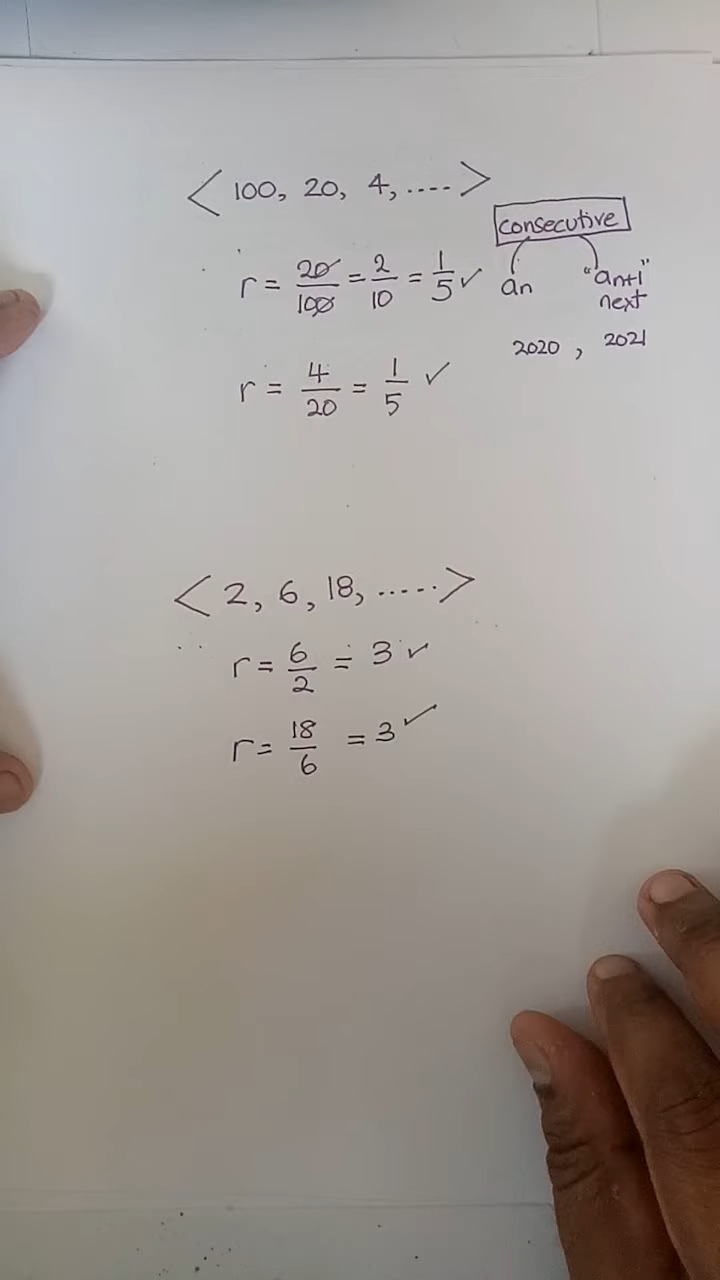 < 100, 20, 4, .... >
consecutive
r = 20/100 = 2/10 = 1/5 ✓
an "an+1"
next
2020 , 2021
r = 4/20 = 1/5 ✓
< 2, 6, 18, ..... >
r = 6/2 = 3 ✓
r = 18/6 = 3 ✓